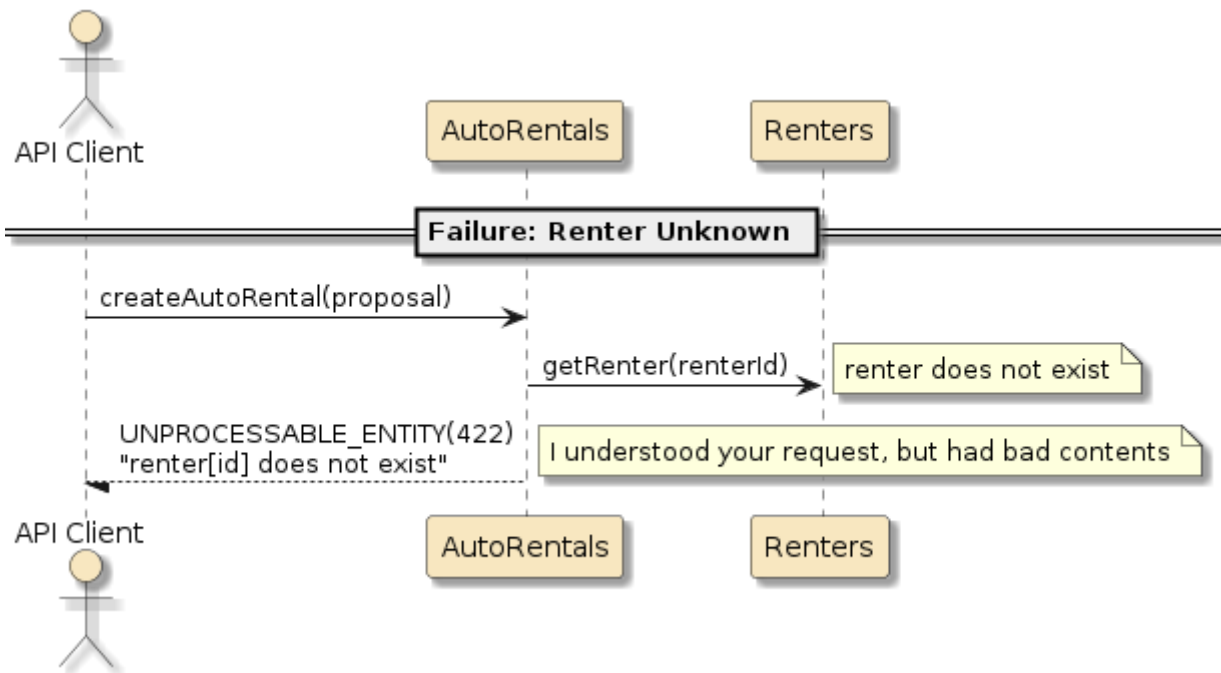 API Client
AutoRentals
Renters
Failure: Renter Unknown
createAutoRental(proposal)
getRenter(renterId)
renter does not exist
UNPROCESSABLE_ENTITY(422)
"renter[id] does not exist"
I understood your request, but had bad contents
API Client
AutoRentals
Renters